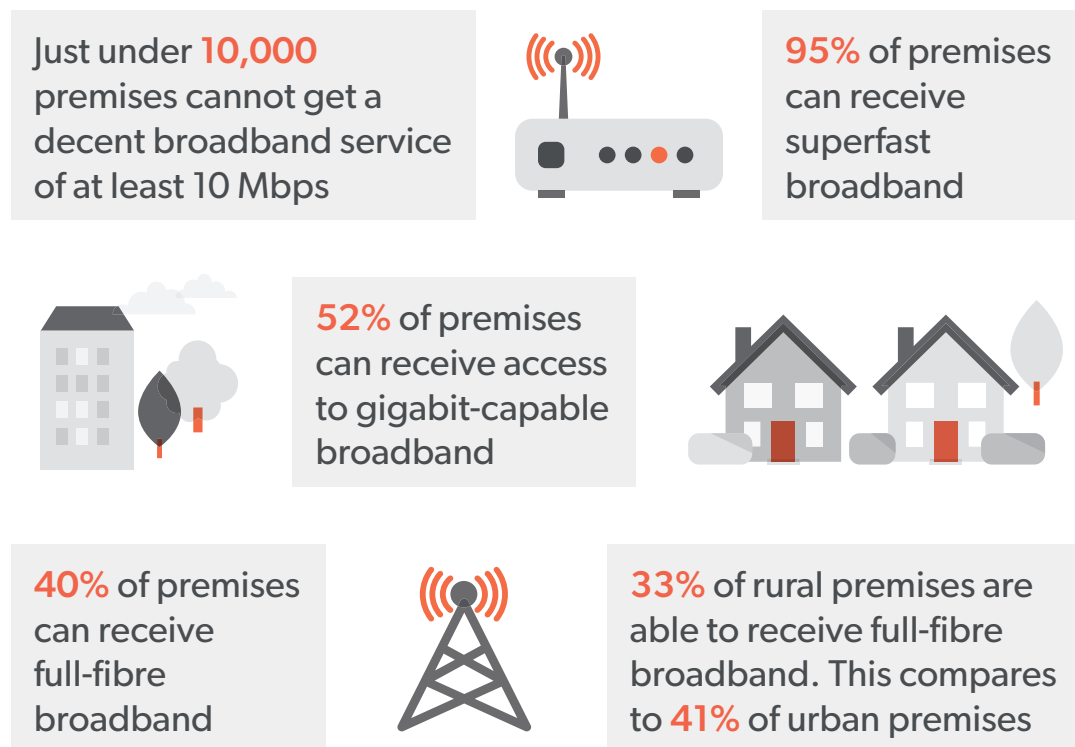 Just under 10,000
premises cannot get a
decent broadband service
of at least 10 Mbps
95% of premises
can receive
superfast
broadband
52% of premises
can receive access
to gigabit-capable
broadband
40% of premises
can receive
full-fibre
broadband
33% of rural premises are
able to receive full-fibre
broadband. This compares
to 41% of urban premises